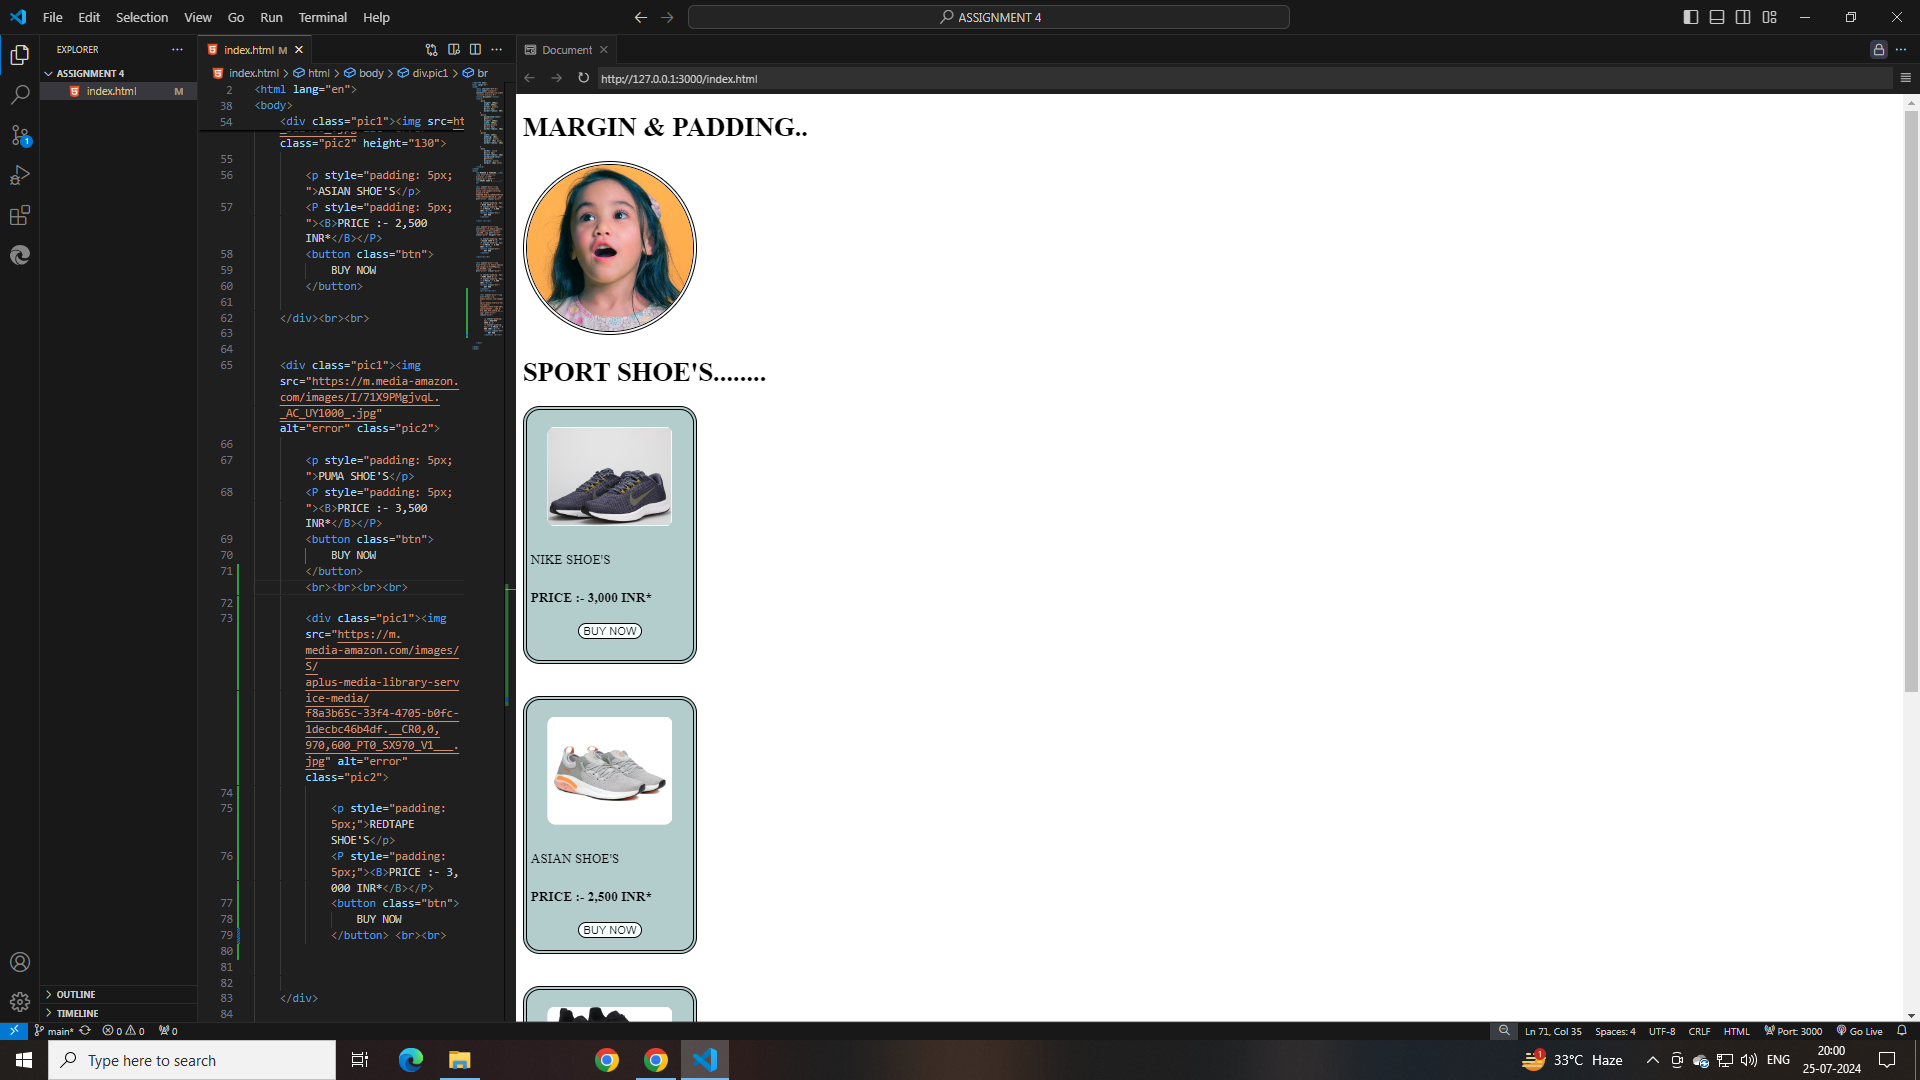 File Edit Selection View Go Run Terminal Help
ASSIGNMENT 4
EXPLORER
ASSIGNMENT 4
index.html M
index.html M
index.html > html > body > div.pic1 > br
2 <html lang="en">
38 <body>
54 <div class="pic1"><img src=ht
class="pic2" height="130">
55
56 <p style="padding: 5px;
">ASIAN SHOE'S</p>
57 <P style="padding: 5px;
"><B>PRICE :- 2,500
INR*</B></P>
58 <button class="btn">
59 BUY NOW
60 </button>
61
62 </div><br><br>
63
64
65 <div class="pic1"><img
src="https://m.media-amazon.
com/images/I/71X9PMgjvqL.
_AC_UY1000_.jpg"
alt="error" class="pic2">
66
67 <p style="padding: 5px;
">PUMA SHOE'S</p>
68 <P style="padding: 5px;
"><B>PRICE :- 3,500
INR*</B></P>
69 <button class="btn">
70 BUY NOW
71 </button>
<br><br><br><br>
72
73 <div class="pic1"><img
src="https://m.
media-amazon.com/images/
S/
aplus-media-library-serv
ice-media/
f8a3b65c-33f4-4705-b0fc-
1decbc46b4df.__CR0,0,
970,600_PT0_SX970_V1___.
jpg" alt="error"
class="pic2">
74
75 <p style="padding:
5px;">REDTAPE
SHOE'S</p>
76 <P style="padding:
5px;"><B>PRICE :- 3,
000 INR*</B></P>
77 <button class="btn">
78 BUY NOW
79 </button> <br><br>
80
81
82
83 </div>
84
OUTLINE
TIMELINE
Document
http://127.0.0.1:3000/index.html
MARGIN & PADDING..
SPORT SHOE'S........
NIKE SHOE'S
PRICE :- 3,000 INR*
BUY NOW
ASIAN SHOE'S
PRICE :- 2,500 INR*
BUY NOW
main* 0 0 0
Ln 71, Col 35 Spaces: 4 UTF-8 CRLF HTML Port: 3000 Go Live
Type here to search
33°C Haze
ENG
20:00
25-07-2024